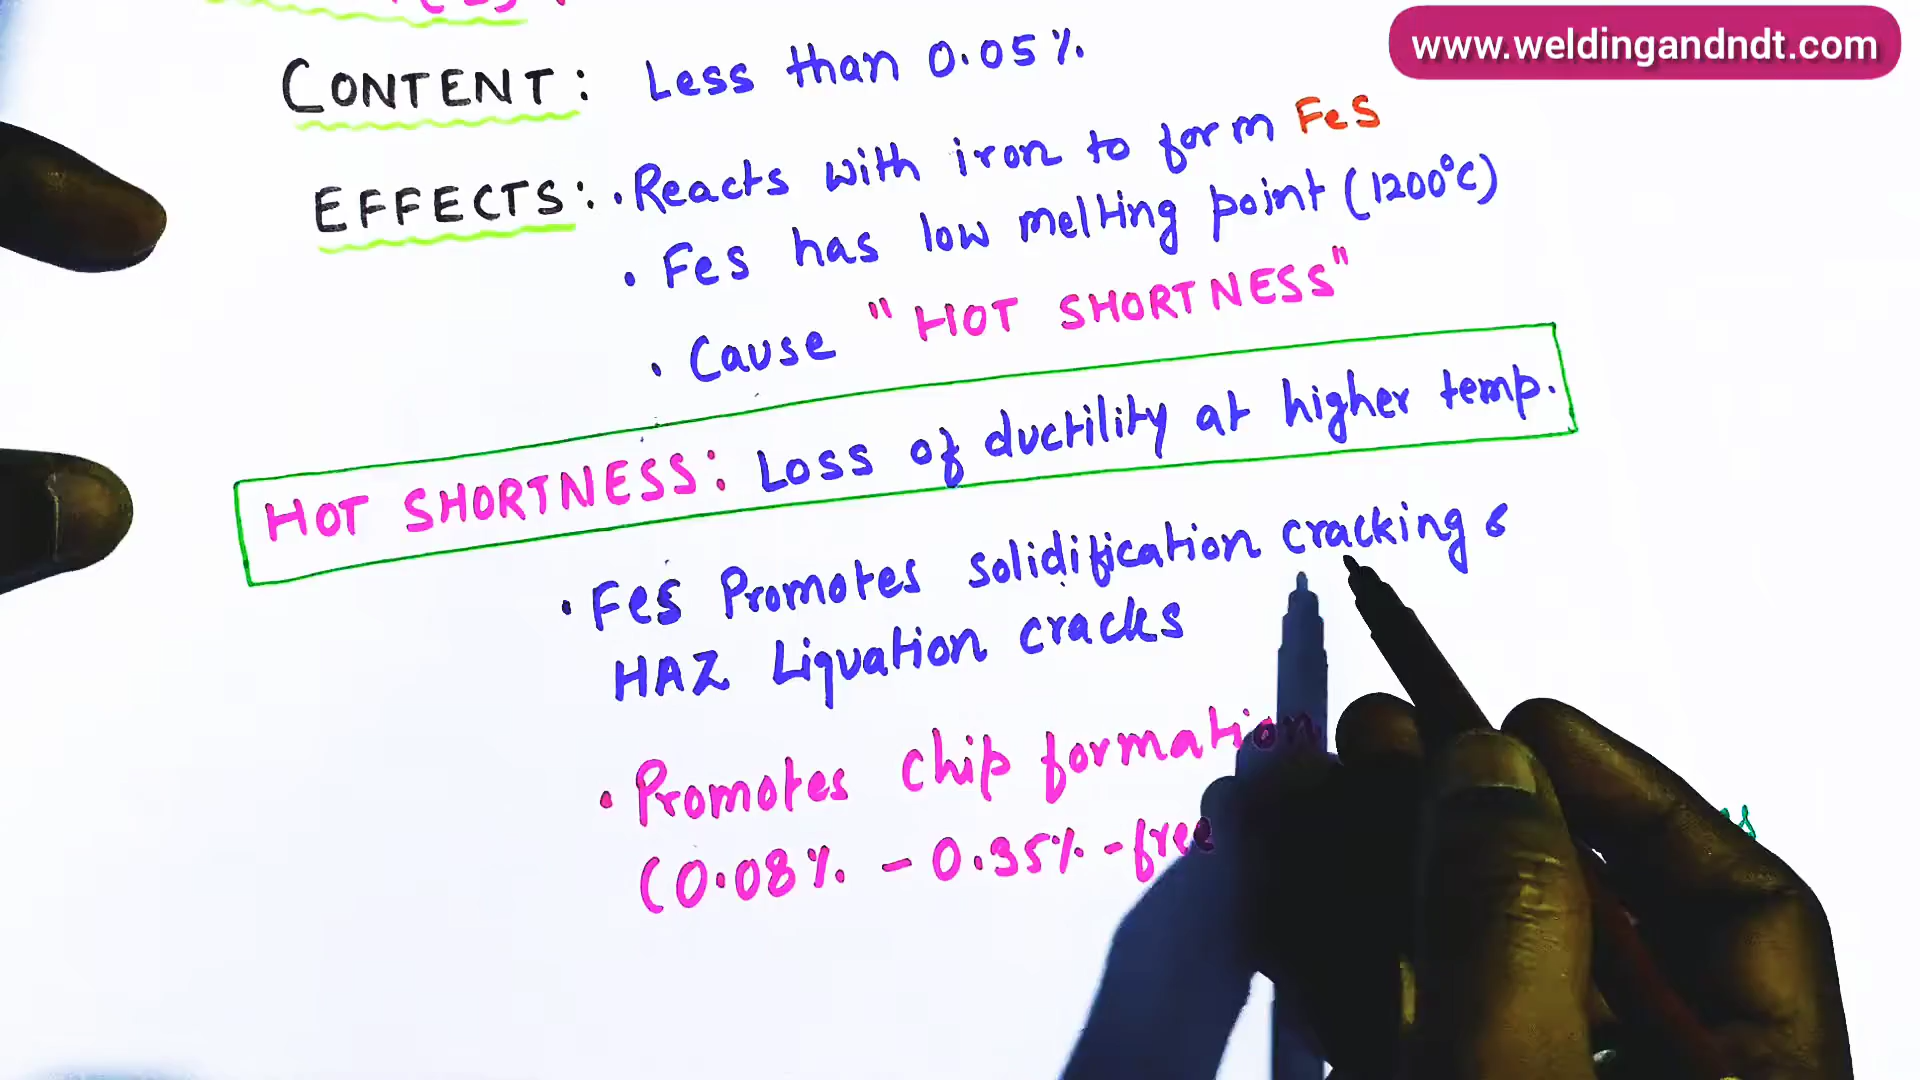 www.weldingandndt.com
CONTENT: Less than 0.05%
EFFECTS: • Reacts with iron to form FeS
• FeS has low melting point (1200°C)
• Cause "HOT SHORTNESS"
HOT SHORTNESS: Loss of ductility at higher temp.
• FeS Promotes solidification cracking &
HAZ Liquation cracks
• Promotes chip formation
(0.08% - 0.35% - free